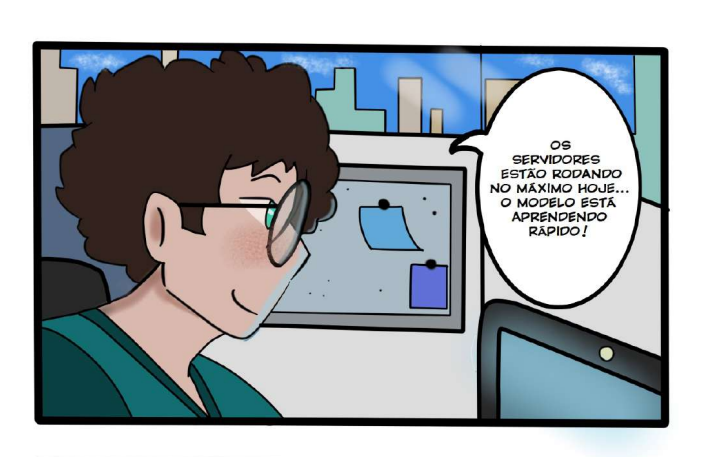 OS
SERVIDORES
ESTÃO RODANDO
NO MÁXIMO HOJE...
O MODELO ESTÁ
APRENDENDO
RÁPIDO!